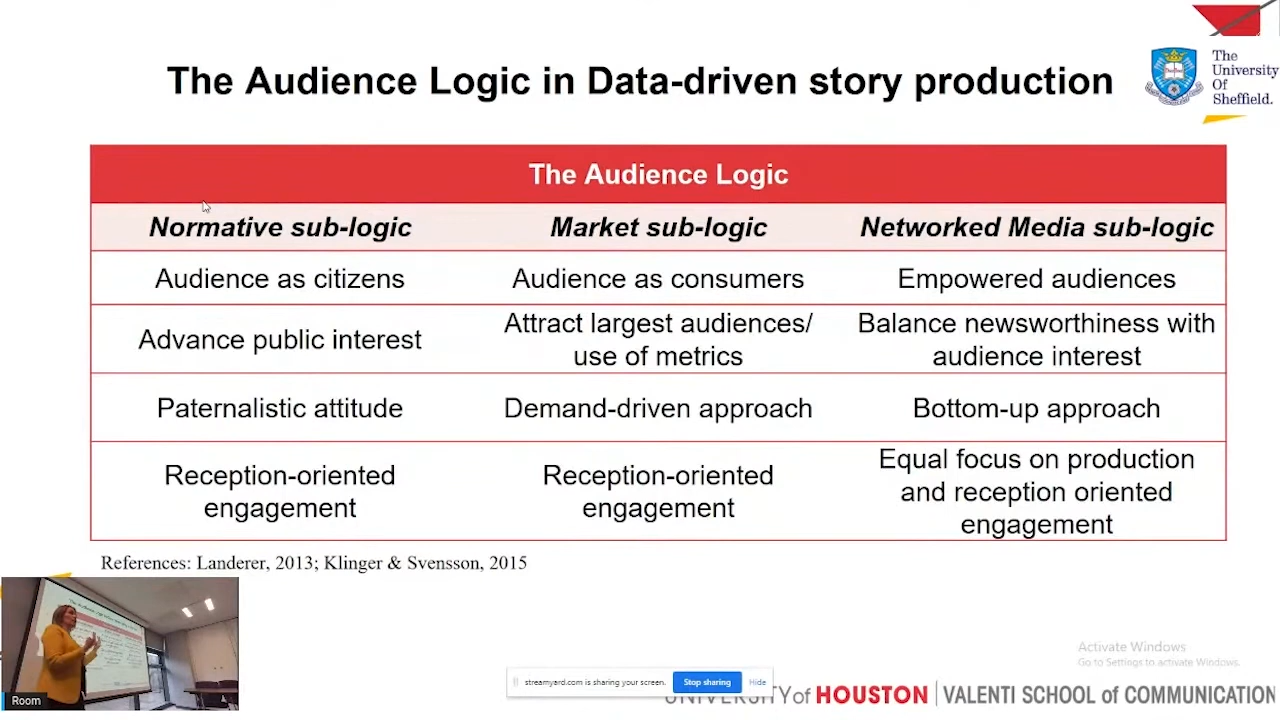 The Audience Logic in Data-driven story production
The
University
Of
Sheffield.
The Audience Logic
Normative sub-logic Market sub-logic Networked Media sub-logic
Audience as citizens Audience as consumers Empowered audiences
Advance public interest Attract largest audiences/ use of metrics Balance newsworthiness with audience interest
Paternalistic attitude Demand-driven approach Bottom-up approach
Reception-oriented engagement Reception-oriented engagement Equal focus on production and reception oriented engagement
References: Landerer, 2013; Klinger & Svensson, 2015
Activate Windows
Go to Settings to activate Windows.
streamyard.com is sharing your screen. Stop sharing Hide
UNIVERSITY of HOUSTON | VALENTI SCHOOL of COMMUNICATION
Room